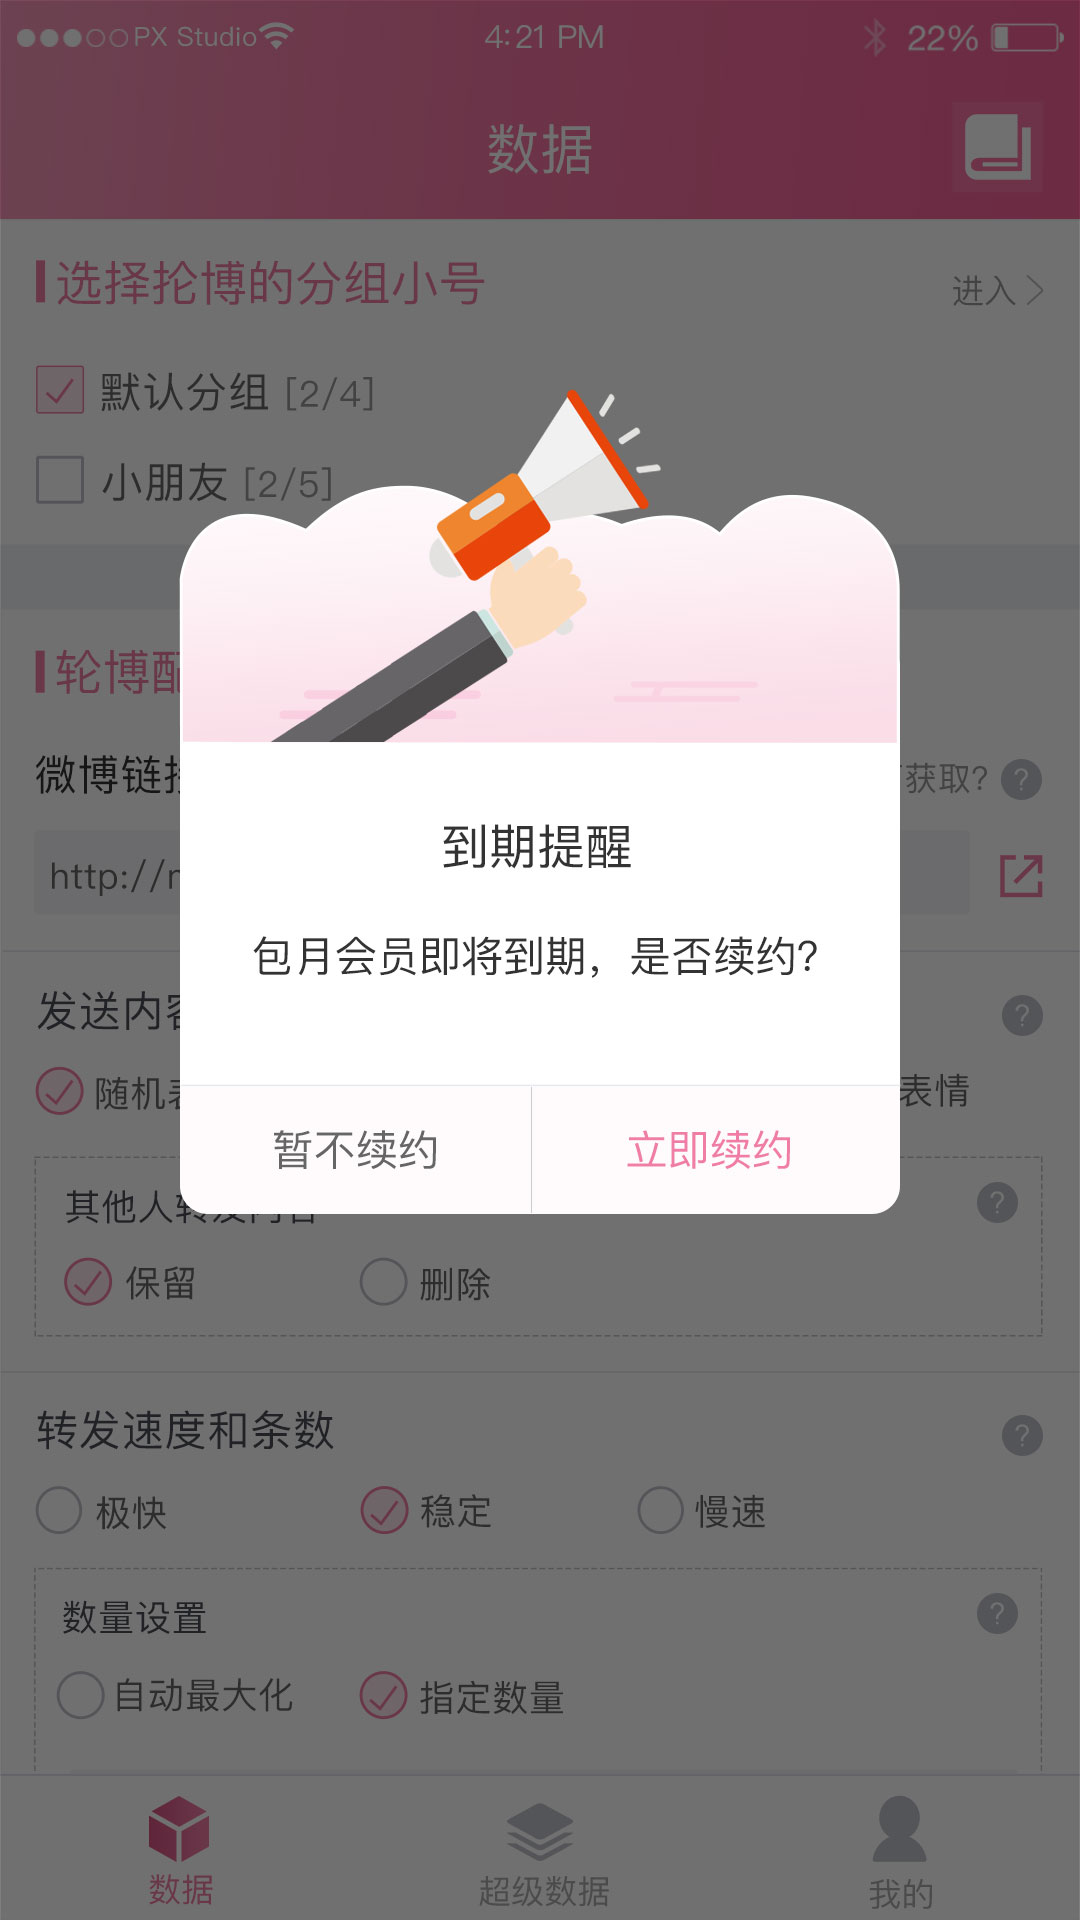 PX Studio 4:21 PM 22%
数据
选择抡博的分组小号
进入
默认分组 [2/4]
小朋友 [2/5]
轮博
微博链
获取?
?
http://
到期提醒
包月会员即将到期，是否续约?
暂不续约 立即续约
发送内
?
随机
表情
其他人转发内容
?
保留 删除
转发速度和条数
?
极快 稳定 慢速
数量设置
?
自动最大化 指定数量
数据 超级数据 我的